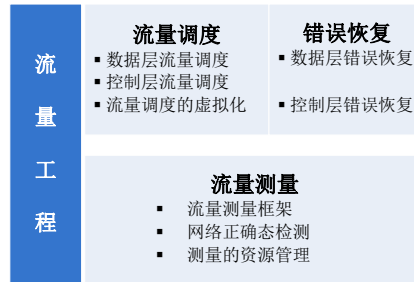 流量工程
流量调度
▪ 数据层流量调度
▪ 控制层流量调度
▪ 流量调度的虚拟化
错误恢复
▪ 数据层错误恢复
▪ 控制层错误恢复
流量测量
▪ 流量测量框架
▪ 网络正确态检测
▪ 测量的资源管理